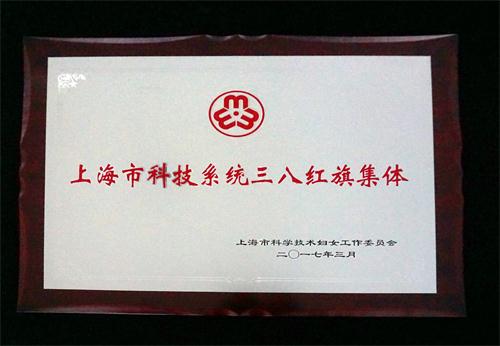 上海市科技系统三八红旗集体
上海市科学技术妇女工作委员会
二〇一七年三月